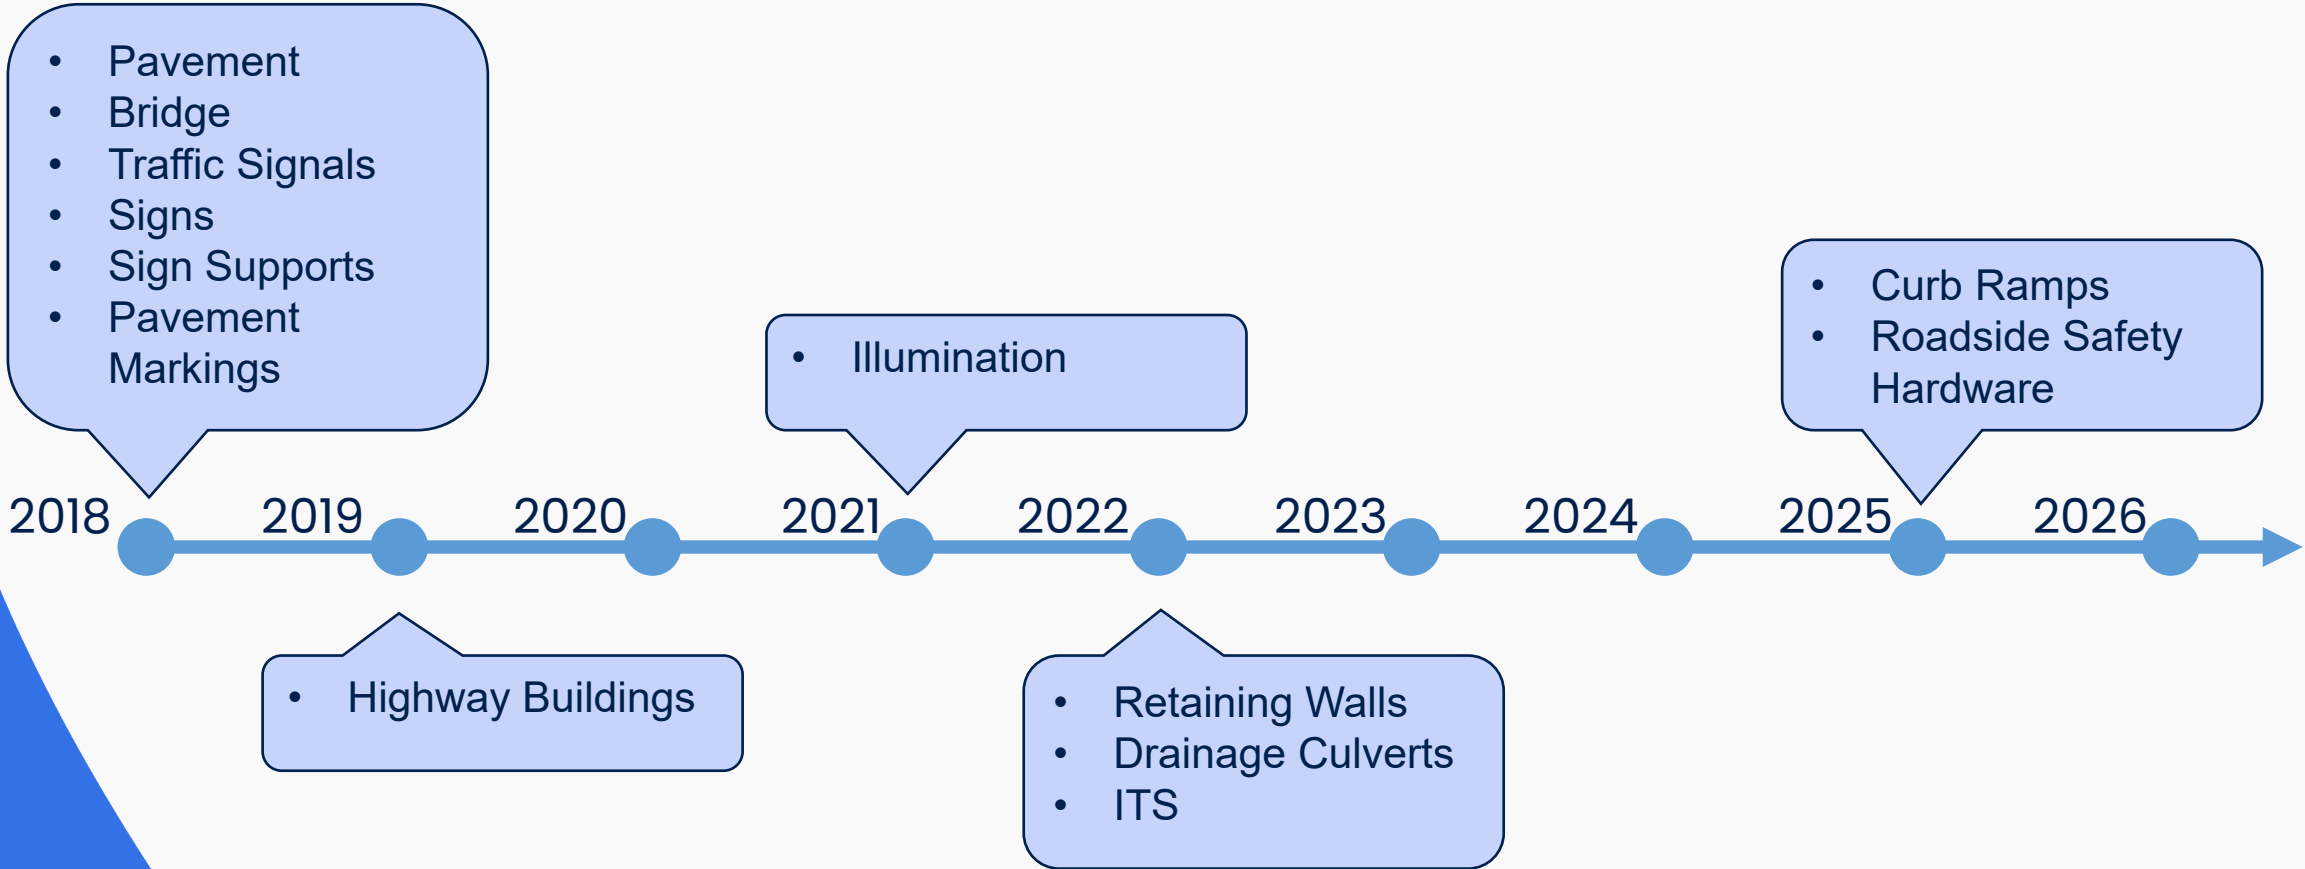 • Pavement
• Bridge
• Traffic Signals
• Signs
• Sign Supports
• Pavement
Markings
• Illumination
• Curb Ramps
• Roadside Safety
Hardware
2018 2019 2020 2021 2022 2023 2024 2025 2026
• Highway Buildings
• Retaining Walls
• Drainage Culverts
• ITS